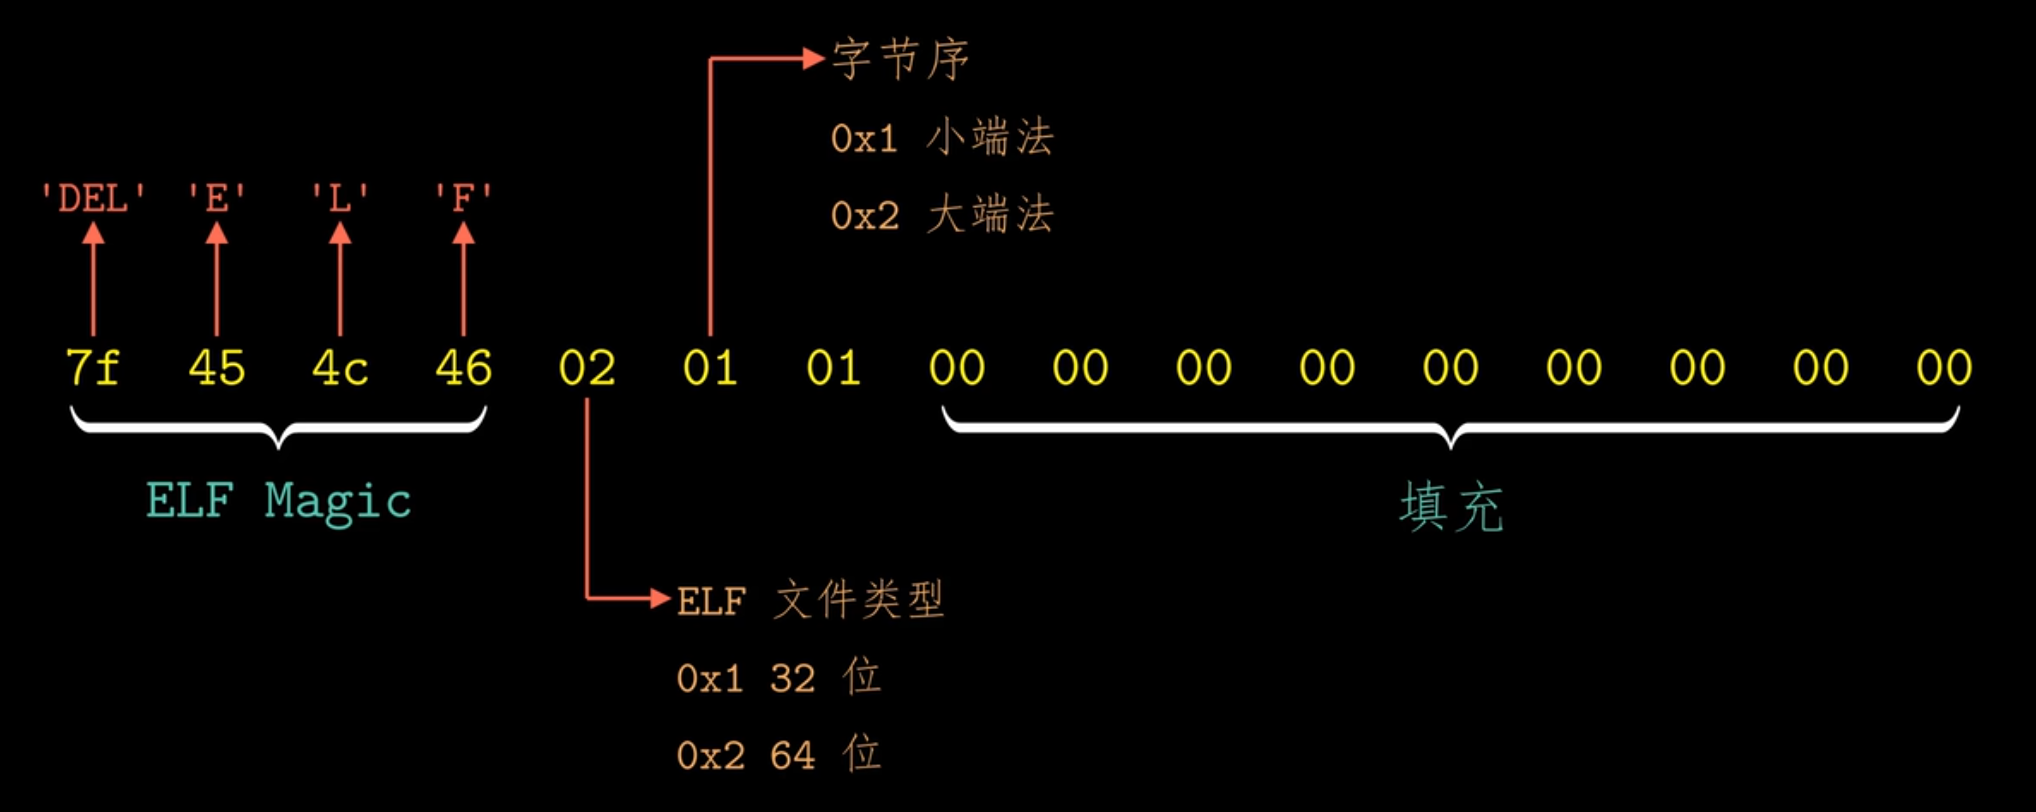 字节序
0x1 小端法
0x2 大端法
'DEL' 'E' 'L' 'F'
7f 45 4c 46 02 01 01 00 00 00 00 00 00 00 00 00
ELF Magic
填充
ELF 文件类型
0x1 32 位
0x2 64 位